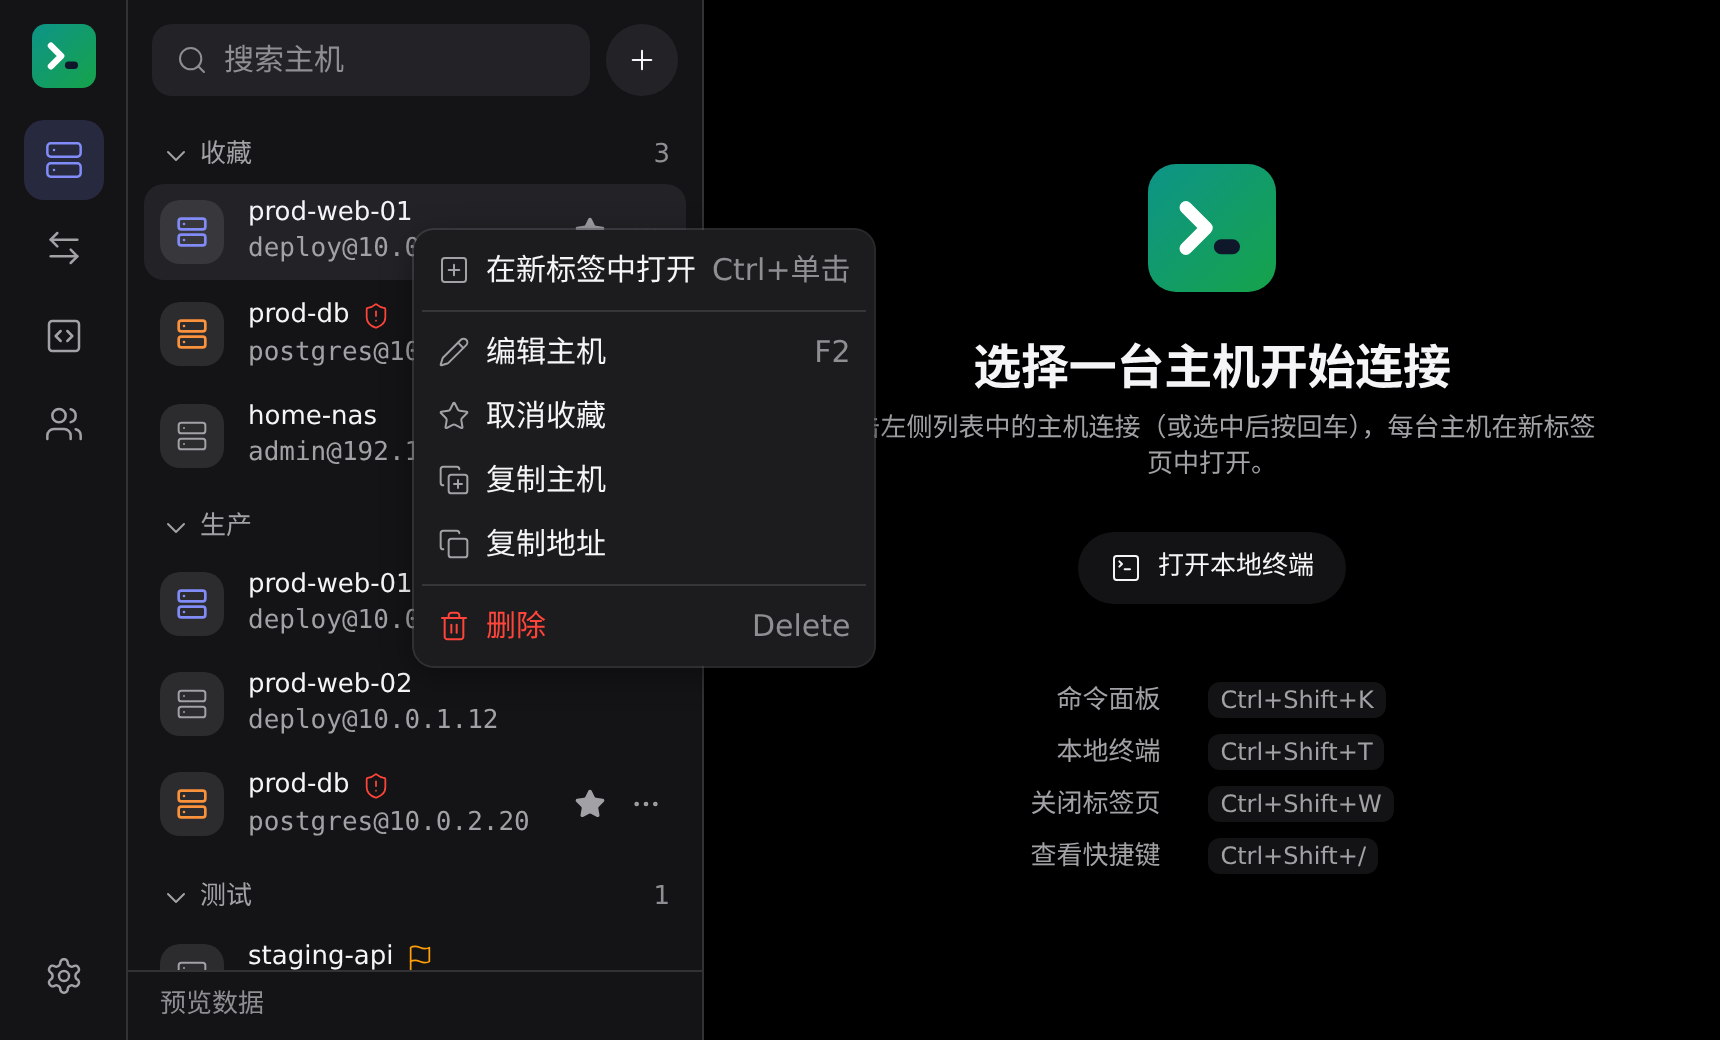 搜索主机
收藏 3
prod-web-01
deploy@10.0
prod-db
postgres@10
home-nas
admin@192.1
生产
prod-web-01
deploy@10.0
prod-web-02
deploy@10.0.1.12
prod-db
postgres@10.0.2.20
测试 1
staging-api
预览数据
在新标签中打开 Ctrl+单击
编辑主机 F2
取消收藏
复制主机
复制地址
删除 Delete
选择一台主机开始连接
左侧列表中的主机连接（或选中后按回车），每台主机在新标签
页中打开。
打开本地终端
命令面板 Ctrl+Shift+K
本地终端 Ctrl+Shift+T
关闭标签页 Ctrl+Shift+W
查看快捷键 Ctrl+Shift+/